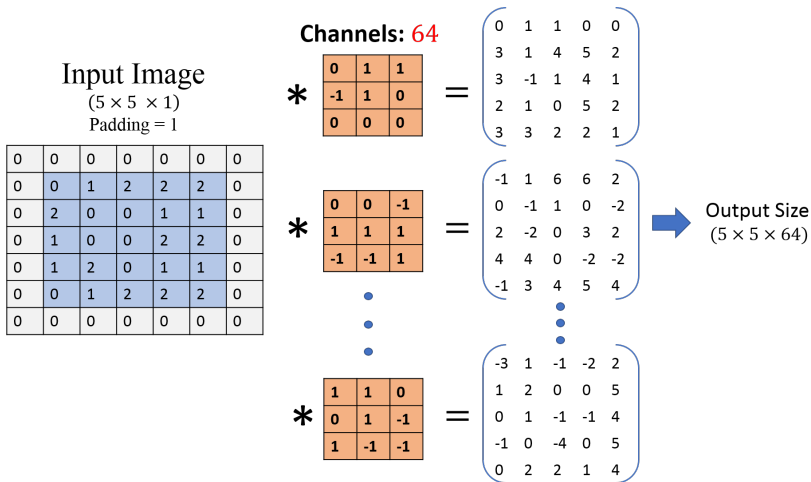 Channels: 64
Input Image
(5 × 5 × 1)
Padding = 1
0 0 0 0 0 0 0
0 0 1 2 2 2 0
0 2 0 0 1 1 0
0 1 0 0 2 2 0
0 1 2 0 1 1 0
0 0 1 2 2 2 0
0 0 0 0 0 0 0
*
0 1 1
-1 1 0
0 0 0
=
0 1 1 0 0
3 1 4 5 2
3 -1 1 4 1
2 1 0 5 2
3 3 2 2 1
*
0 0 -1
1 1 1
-1 -1 1
=
-1 1 6 6 2
0 -1 1 0 -2
2 -2 0 3 2
4 4 0 -2 -2
-1 3 4 5 4
Output Size
(5 × 5 × 64)
*
1 1 0
0 1 -1
1 -1 -1
=
-3 1 -1 -2 2
1 2 0 0 5
0 1 -1 -1 4
-1 0 -4 0 5
0 2 2 1 4